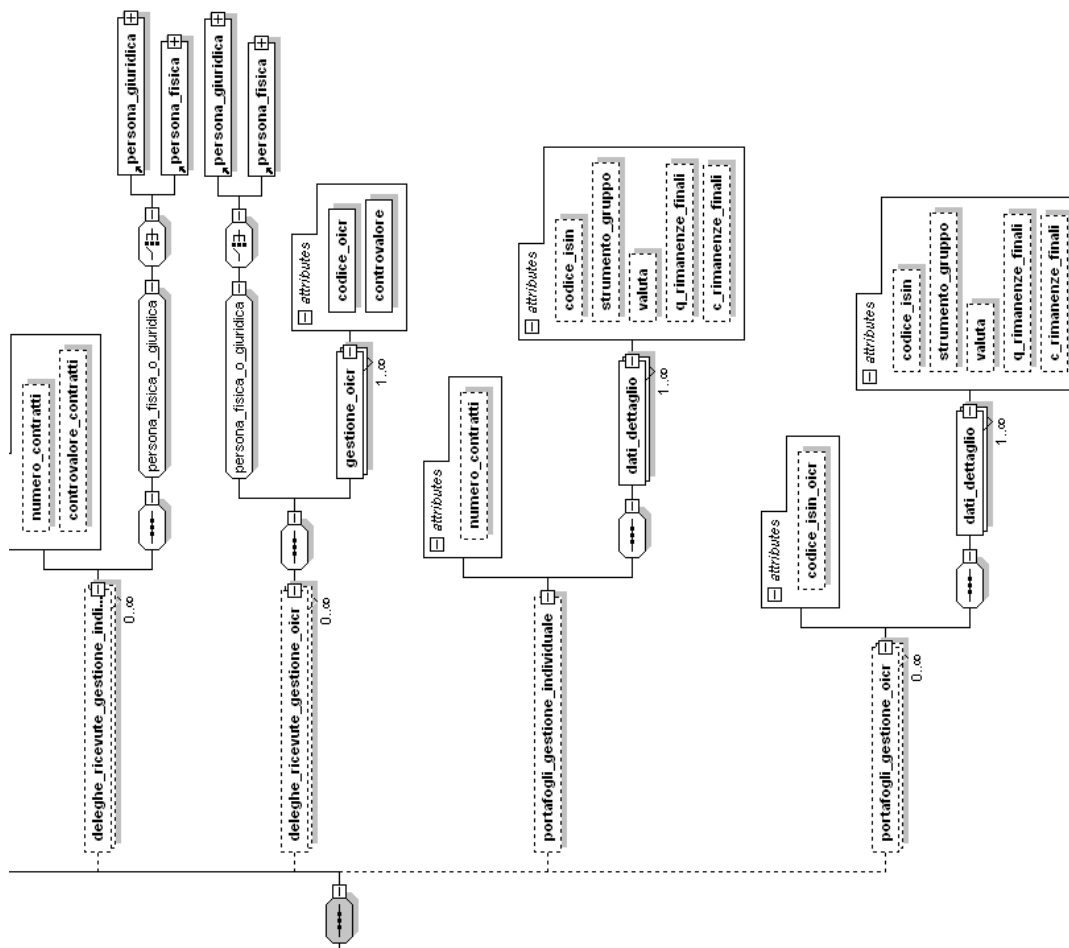 numero_contratti
controvalore_contratti
deleghe_ricevute_gestione_indi...
0..∞
persona_fisica_o_giuridica
persona_giuridica
persona_fisica
deleghe_ricevute_gestione_oicr
0..∞
persona_fisica_o_giuridica
persona_giuridica
persona_fisica
gestione_oicr
1..∞
attributes
codice_oicr
controvalore
portafogli_gestione_individuale
attributes
numero_contratti
dati_dettaglio
1..∞
attributes
codice_isin
strumento_gruppo
valuta
q_rimanenze_finali
c_rimanenze_finali
portafogli_gestione_oicr
0..∞
attributes
codice_isin_oicr
dati_dettaglio
1..∞
attributes
codice_isin
strumento_gruppo
valuta
q_rimanenze_finali
c_rimanenze_finali